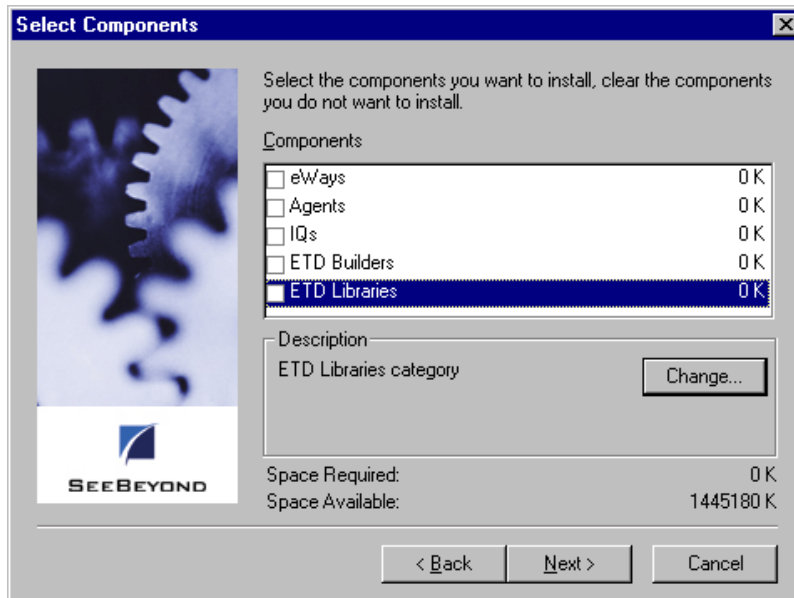 Select Components
Select the components you want to install, clear the components
you do not want to install.
Components
eWays 0 K
Agents 0 K
IQs 0 K
ETD Builders 0 K
ETD Libraries 0 K
Description
ETD Libraries category
Change...
SEEBEYOND
Space Required: 0 K
Space Available: 1445180 K
< Back
Next >
Cancel